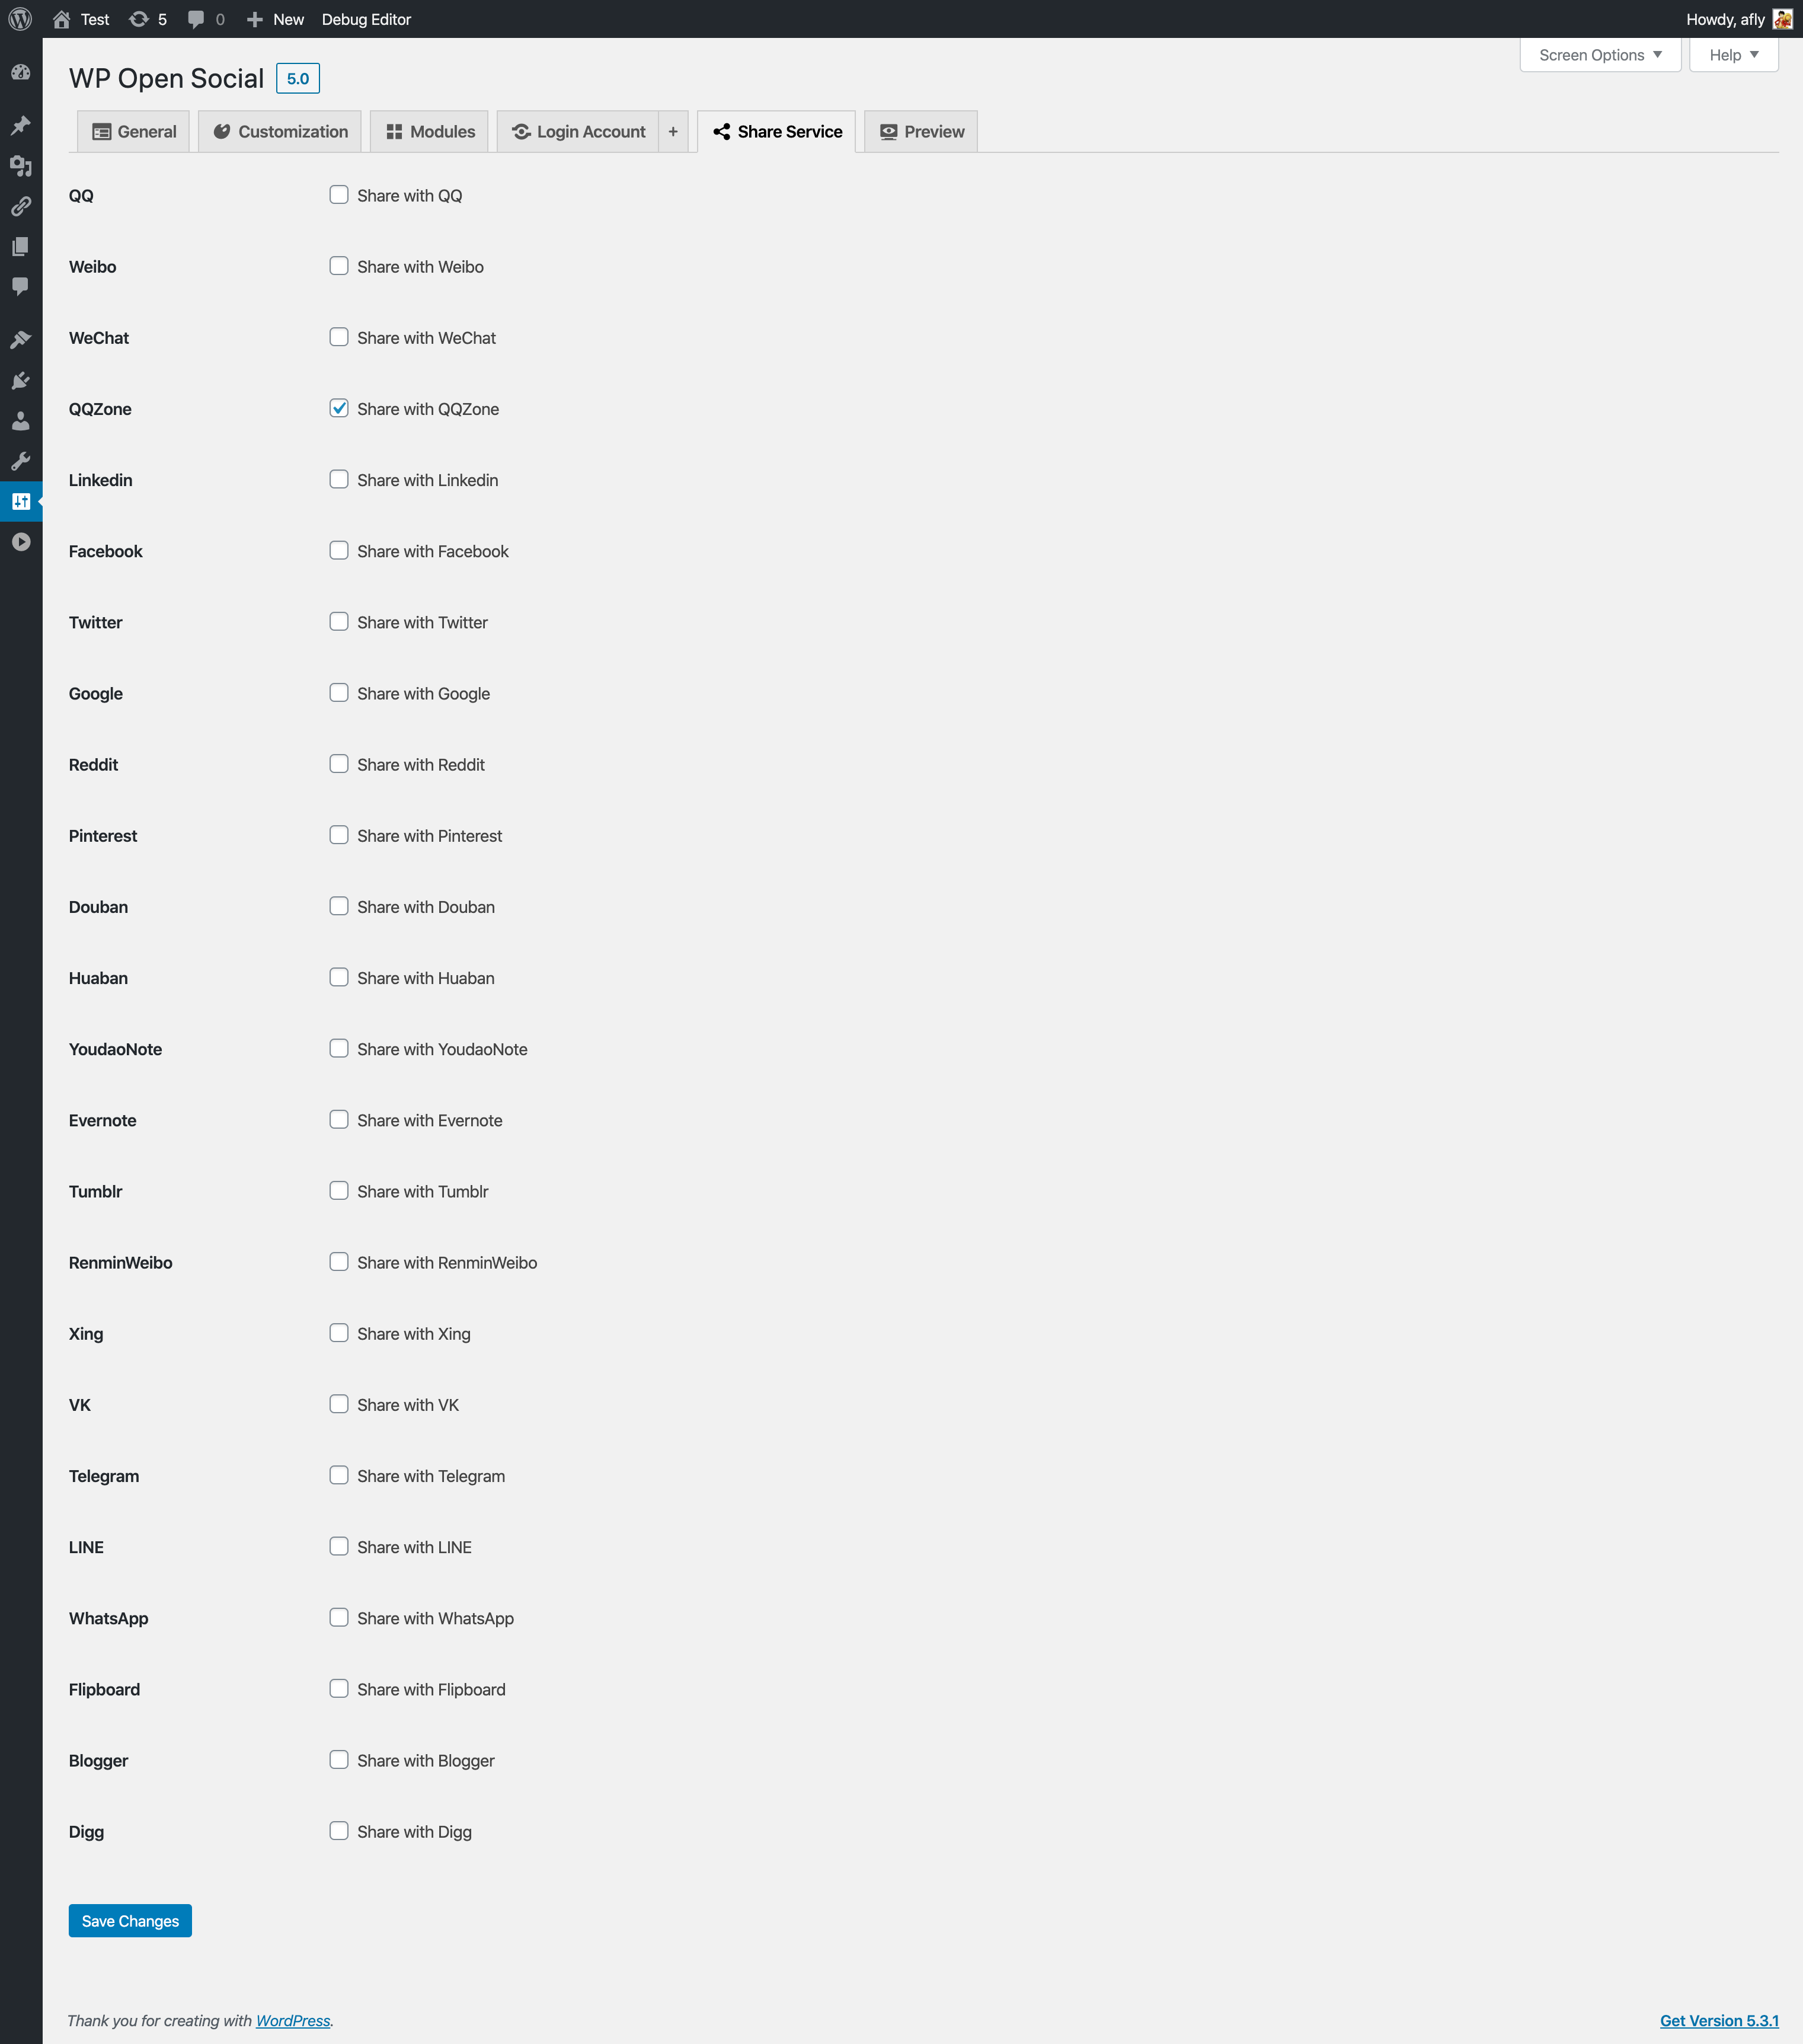 Test 5 0 New Debug Editor Howdy, afly
Screen Options Help
WP Open Social 5.0
General Customization Modules Login Account + Share Service Preview
QQ Share with QQ
Weibo Share with Weibo
WeChat Share with WeChat
QQZone Share with QQZone
Linkedin Share with Linkedin
Facebook Share with Facebook
Twitter Share with Twitter
Google Share with Google
Reddit Share with Reddit
Pinterest Share with Pinterest
Douban Share with Douban
Huaban Share with Huaban
YoudaoNote Share with YoudaoNote
Evernote Share with Evernote
Tumblr Share with Tumblr
RenminWeibo Share with RenminWeibo
Xing Share with Xing
VK Share with VK
Telegram Share with Telegram
LINE Share with LINE
WhatsApp Share with WhatsApp
Flipboard Share with Flipboard
Blogger Share with Blogger
Digg Share with Digg
Save Changes
Thank you for creating with WordPress. Get Version 5.3.1